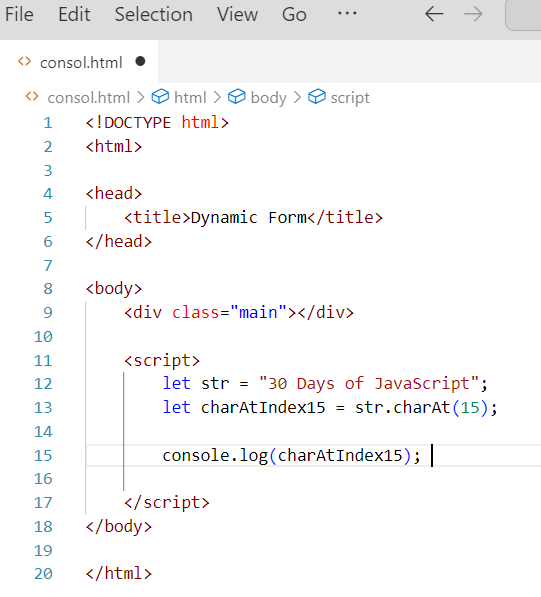 File Edit Selection View Go ···
consol.html
consol.html > html > body > script
1 <!DOCTYPE html>
2 <html>
3
4 <head>
5 <title>Dynamic Form</title>
6 </head>
7
8 <body>
9 <div class="main"></div>
10
11 <script>
12 let str = "30 Days of JavaScript";
13 let charAtIndex15 = str.charAt(15);
14
15 console.log(charAtIndex15);
16
17 </script>
18 </body>
19
20 </html>